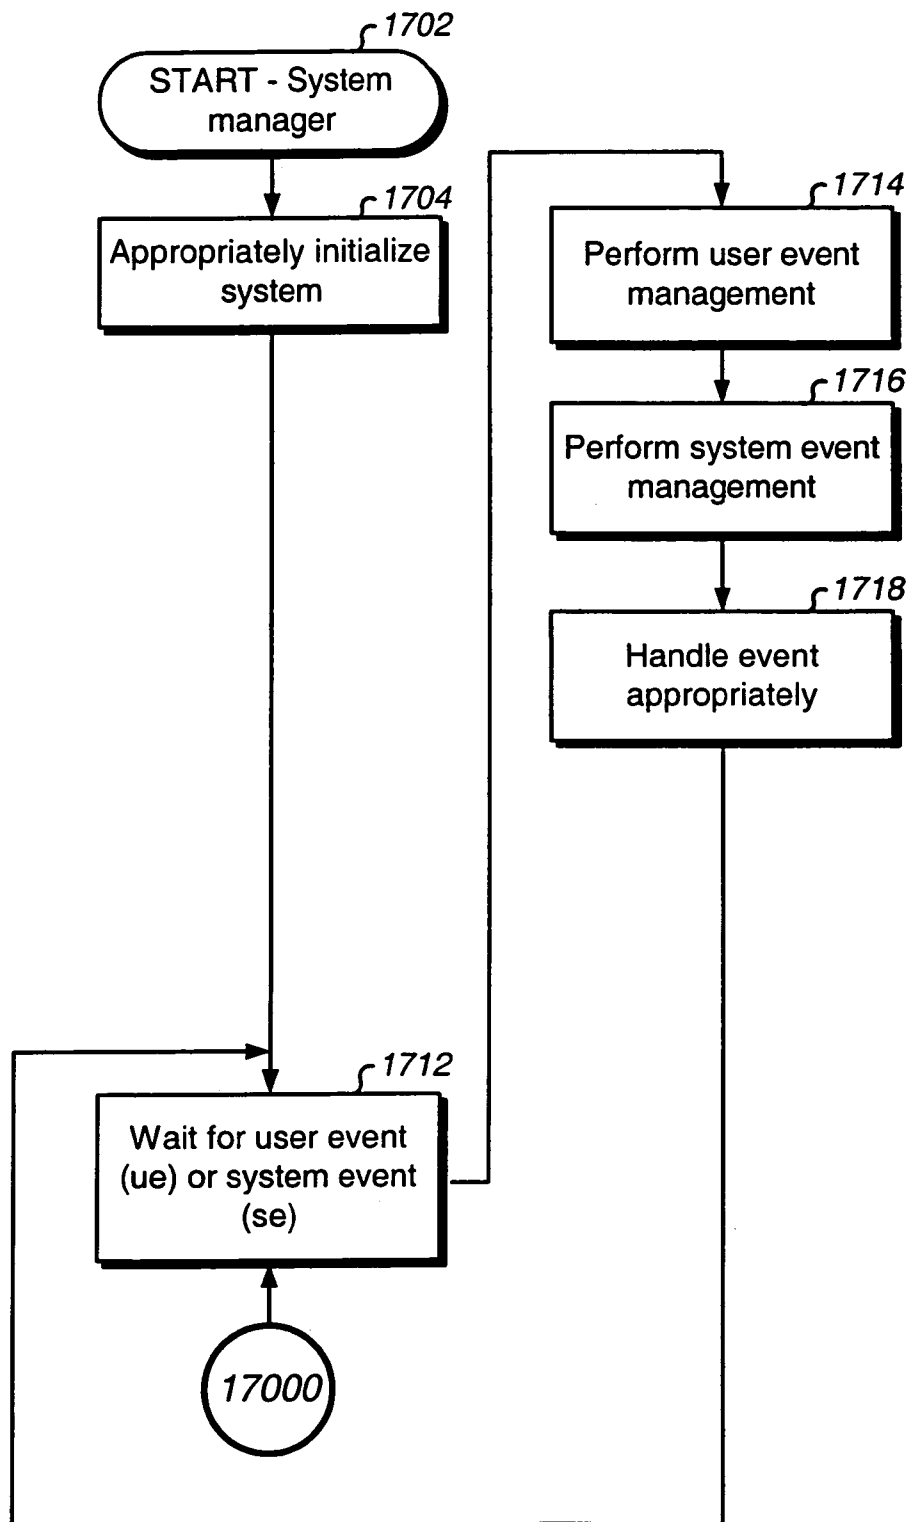 1702
START - System
manager
1704
Appropriately initialize
system
1712
Wait for user event
(ue) or system event
(se)
17000
1714
Perform user event
management
1716
Perform system event
management
1718
Handle event
appropriately